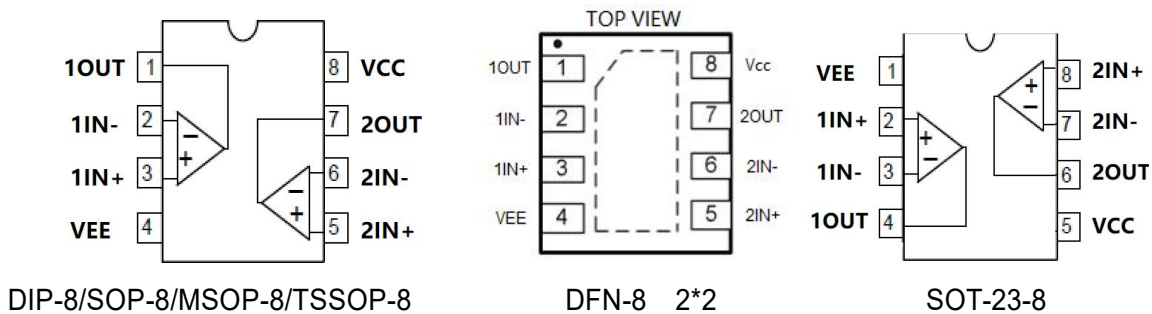 TOP VIEW
1OUT 1 8 VCC
1IN- 2 7 2OUT
1IN+ 3 6 2IN-
VEE 4 5 2IN+
− +
− +
DIP-8/SOP-8/MSOP-8/TSSOP-8
1OUT 1 8 Vcc
1IN- 2 7 2OUT
1IN+ 3 6 2IN-
VEE 4 5 2IN+
DFN-8 2*2
VEE 1 8 2IN+
1IN+ 2 7 2IN-
1IN- 3 6 2OUT
1OUT 4 5 VCC
+ −
+ −
SOT-23-8